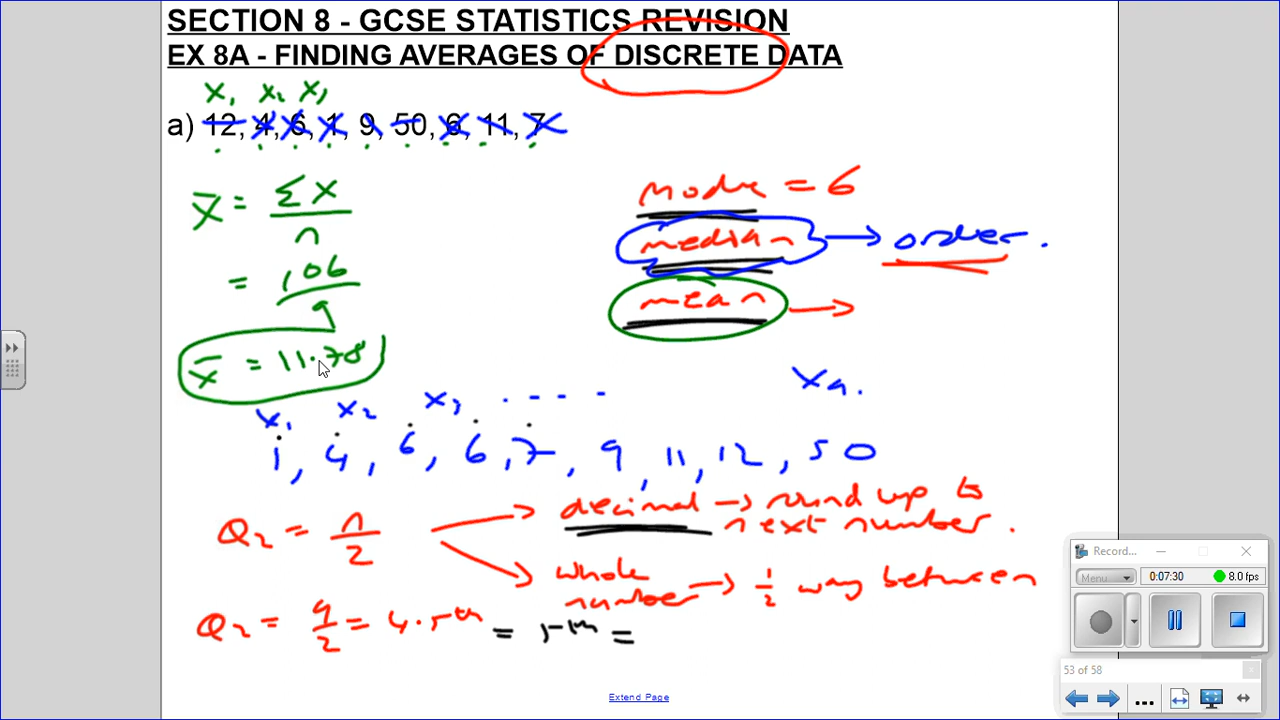 SECTION 8 - GCSE STATISTICS REVISION
EX 8A - FINDING AVERAGES OF DISCRETE DATA
x₁ x₂ x₃
a) 12, 4, 6, 1, 9, 50, 6, 11, 7
x̄ = Σx / n
= 106 / 9
x̄ = 11.78
mode = 6
median → order.
mean →
x₁ x₂ x₃ . - - - - x₉.
1, 4, 6, 6, 7, 9, 11, 12, 50
Q₂ = n / 2
decimal → round up to
next number.
whole
number → 1/2 way between
Q₂ = 9/2 = 4.5th = 5th =
Extend Page
Record...
Menu...
0:07:30
8.0 fps
53 of 58